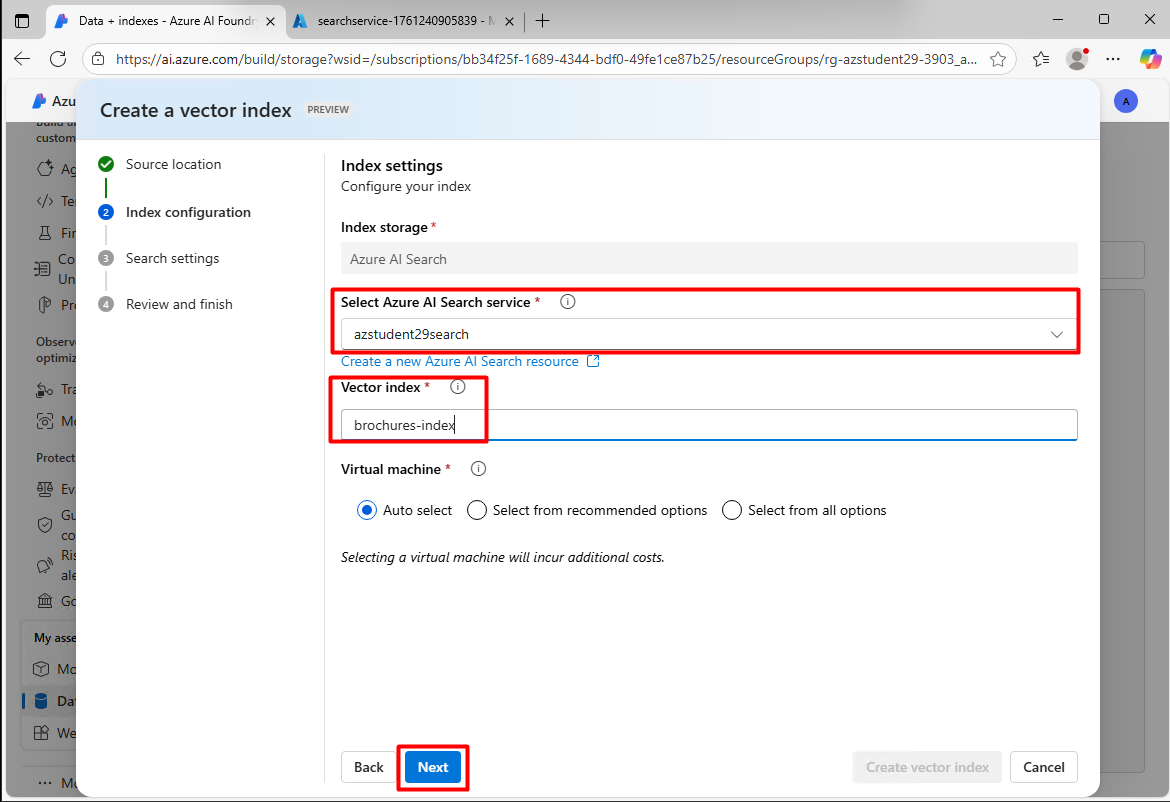 Data + indexes - Azure AI Foundr
searchservice-1761240905839 - M
https://ai.azure.com/build/storage?wsid=/subscriptions/bb34f25f-1689-4344-bdf0-49fe1ce87b25/resourceGroups/rg-azstudent29-3903_a...
Azu
A
Create a vector index
PREVIEW
custom
Ag
Te
Fi
Co
Un
Pr
Observe
optimiz
Tra
Mo
Protect
Eva
Gu
co
Ris
ale
Go
My asse
Mo
Dat
We
Mo
Source location
2
Index configuration
3
Search settings
4
Review and finish
Index settings
Configure your index
Index storage *
Azure AI Search
Select Azure AI Search service *
azstudent29search
Create a new Azure AI Search resource
Vector index *
brochures-index
Virtual machine *
Auto select
Select from recommended options
Select from all options
Selecting a virtual machine will incur additional costs.
Back
Next
Create vector index
Cancel